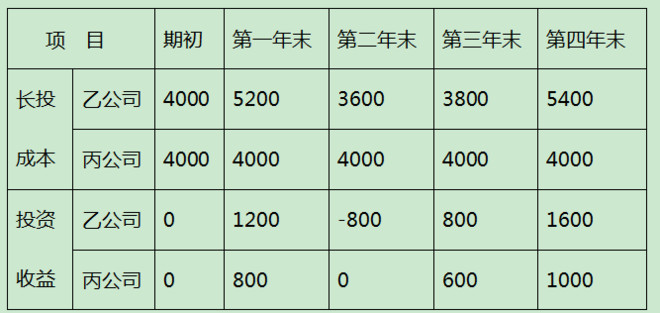 项 目 期初 第一年末 第二年末 第三年末 第四年末
长投 乙公司 4000 5200 3600 3800 5400
成本 丙公司 4000 4000 4000 4000 4000
投资 乙公司 0 1200 -800 800 1600
收益 丙公司 0 800 0 600 1000